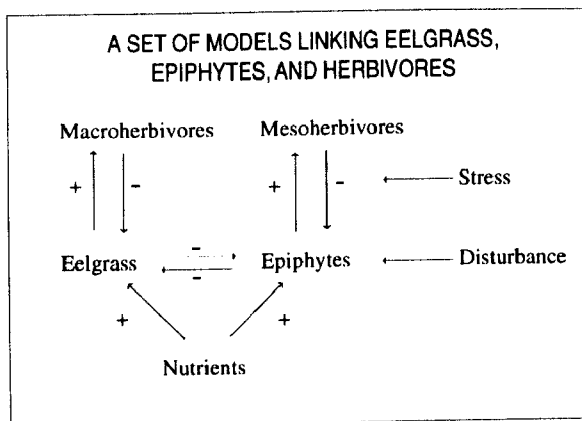 A SET OF MODELS LINKING EELGRASS,
EPIPHYTES, AND HERBIVORES
Macroherbivores Mesoherbivores
+ - + - Stress
-
Eelgrass Epiphytes Disturbance
-
+ +
Nutrients